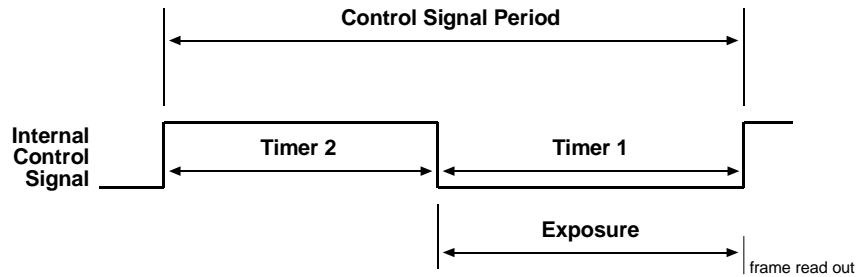 Control Signal Period
Internal
Control
Signal
Timer 2
Timer 1
Exposure
frame read out